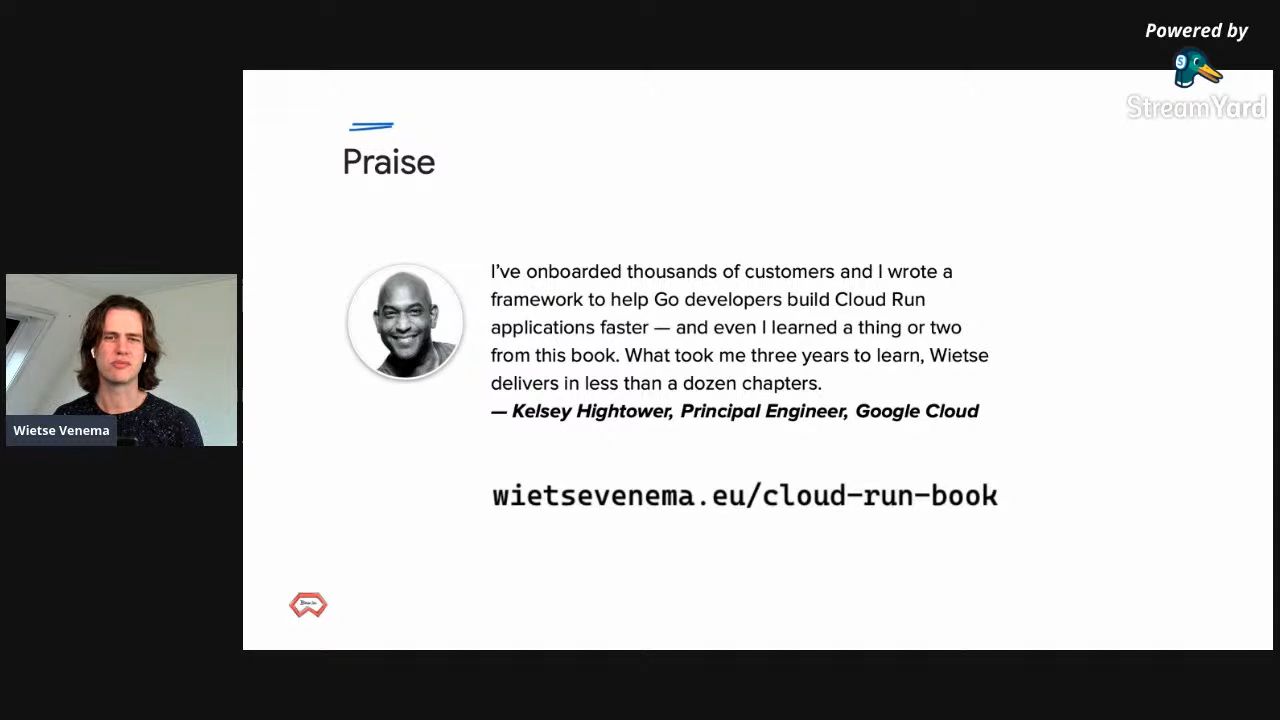 Powered by
StreamYard
Praise
I've onboarded thousands of customers and I wrote a
framework to help Go developers build Cloud Run
applications faster — and even I learned a thing or two
from this book. What took me three years to learn, Wietse
delivers in less than a dozen chapters.
— Kelsey Hightower, Principal Engineer, Google Cloud
wietsevenema.eu/cloud-run-book
Wietse Venema